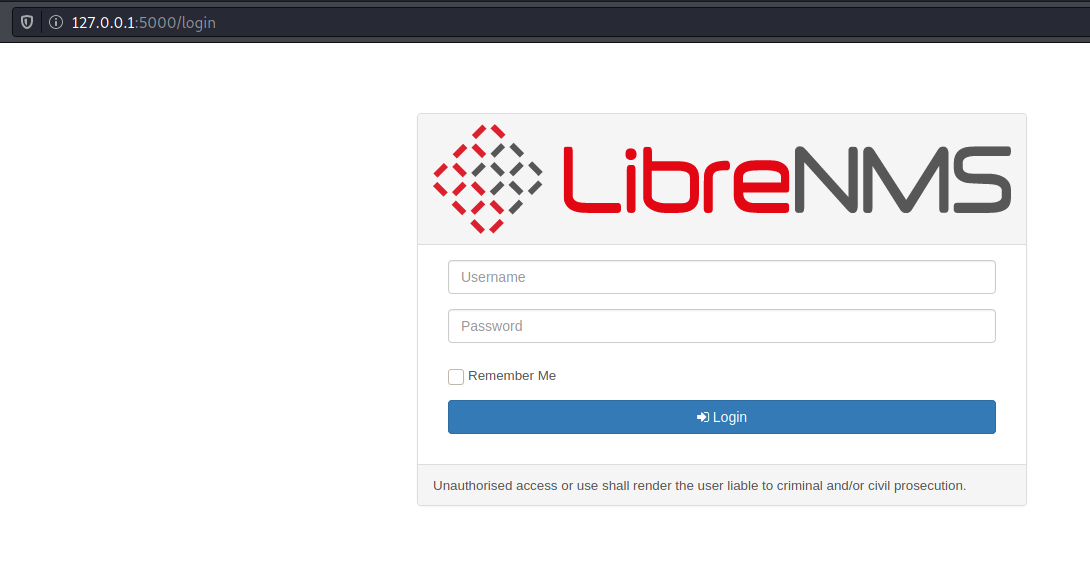 127.0.0.1:5000/login
LibreNMS
Username
Password
Remember Me
Login
Unauthorised access or use shall render the user liable to criminal and/or civil prosecution.